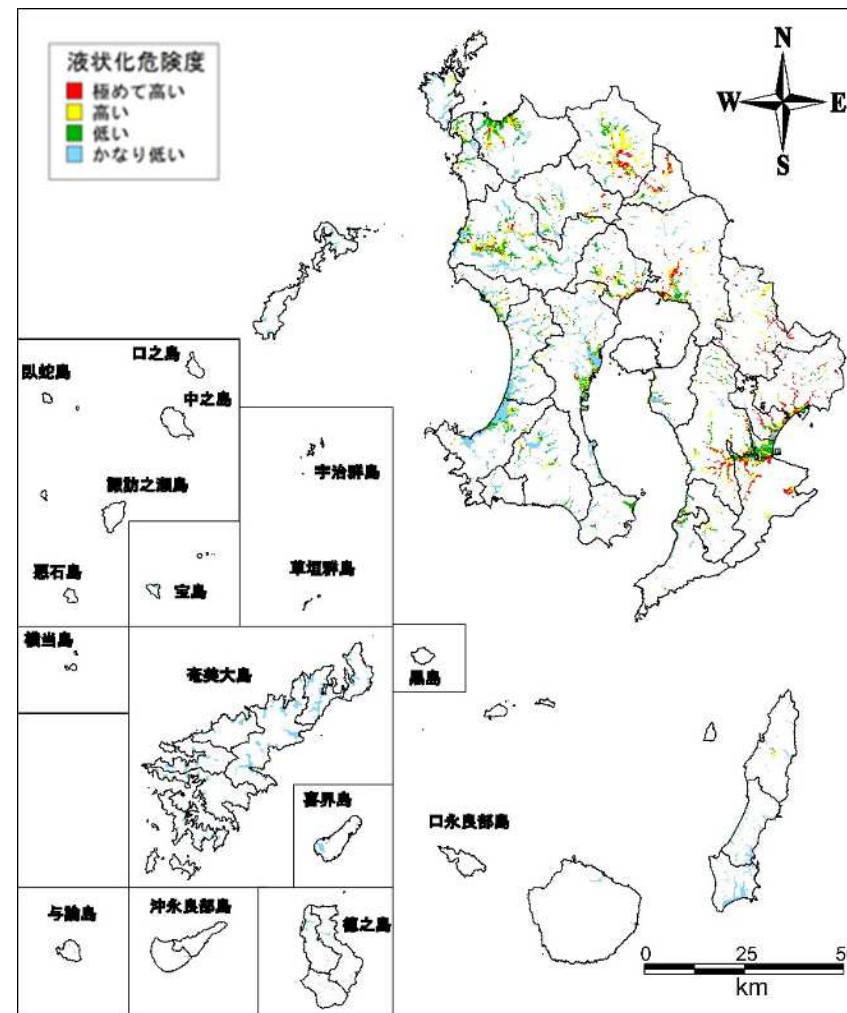 液状化危険度
極めて高い
高い
低い
かなり低い
N
W
E
S
口之島
臥蛇島
中之島
宇治群島
諏訪之瀬島
悪石島
宝島
草垣群島
横当島
奄美大島
黒島
喜界島
口永良部島
与論島
沖永良部島
徳之島
0
25
50
km